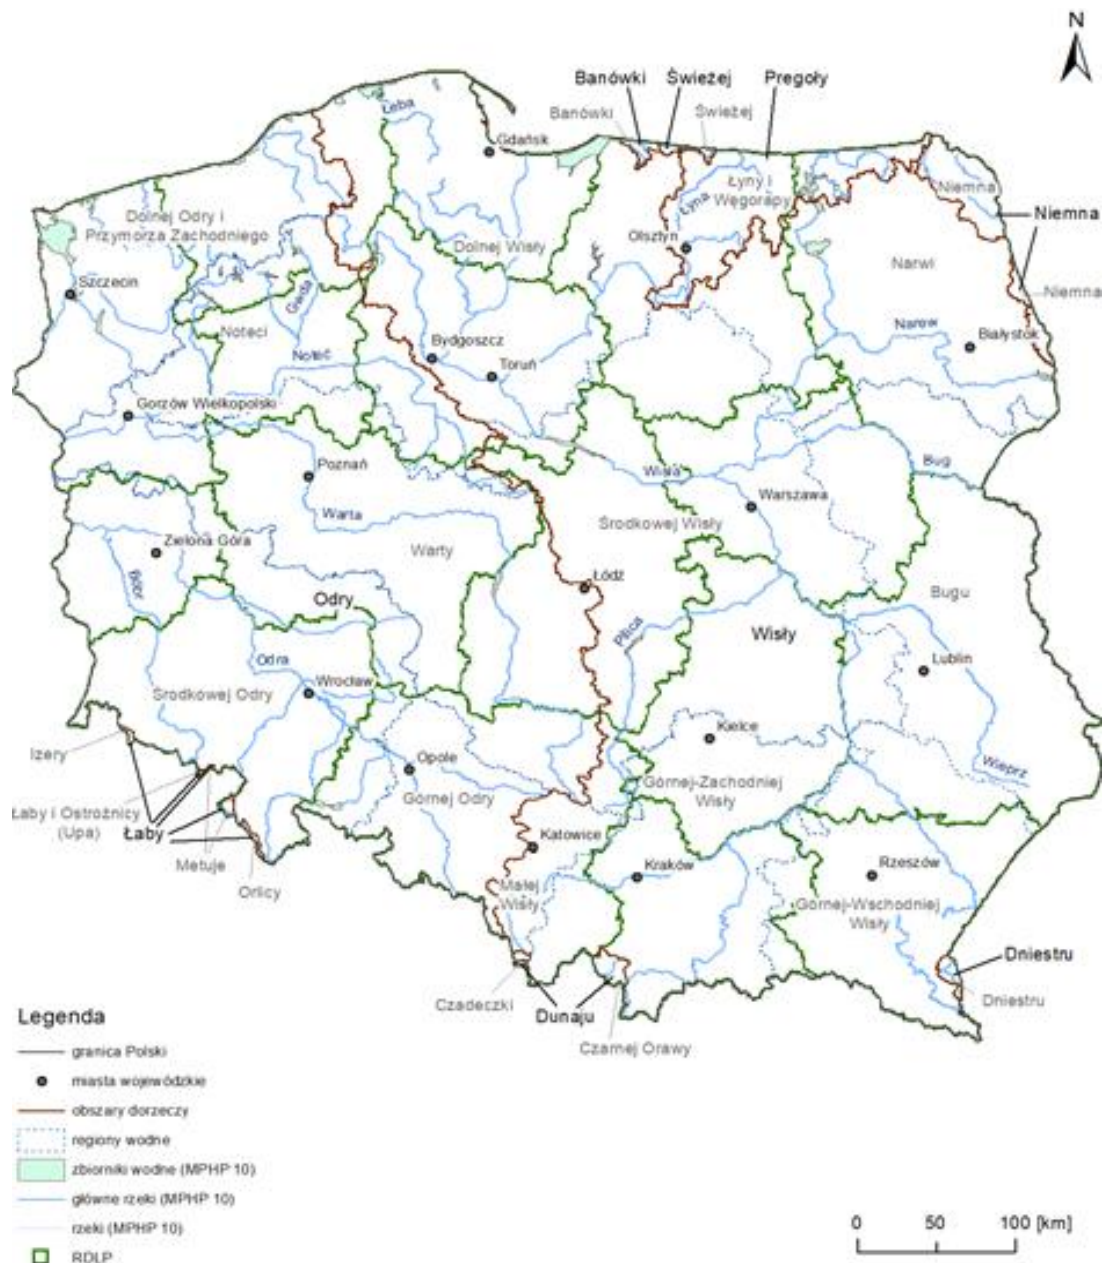 N
Banówki
Świeżej
Pregoły
Banówki
Świeżej
Łeba
Gdańsk
Łyny i
Węgorapy
Łyna
Niemna
Niemna
Dolnej Odry i
Przymorza Zachodniego
Dolnej Wisły
Olsztyn
Narwi
Szczecin
Gwda
Niemna
Noteci
Narew
Białystok
Bydgoszcz
Noteć
Toruń
Gorzów Wielkopolski
Poznań
Wisła
Bug
Warszawa
Warta
Środkowej Wisły
Zielona Góra
Warty
Bóbr
Łódź
Bugu
Odry
Pilica
Wisły
Odra
Lublin
Środkowej Odry
Wrocław
Kielce
Izery
Opole
Wieprz
Górnej Odry
Górnej-Zachodniej
Wisły
Łaby i Ostrożnicy
(Upa)
Łaby
Katowice
Metuje
Kraków
Rzeszów
Orlicy
Małej
Wisły
Górnej-Wschodniej
Wisły
Dniestru
Czadeczki
Dunaju
Dniestru
Czarnej Orawy
Legenda
granica Polski
miasta wojewódzkie
obszary dorzeczy
regiony wodne
zbiorniki wodne (MPHP 10)
główne rzeki (MPHP 10)
rzeki (MPHP 10)
RDLP
0 50 100 [km]